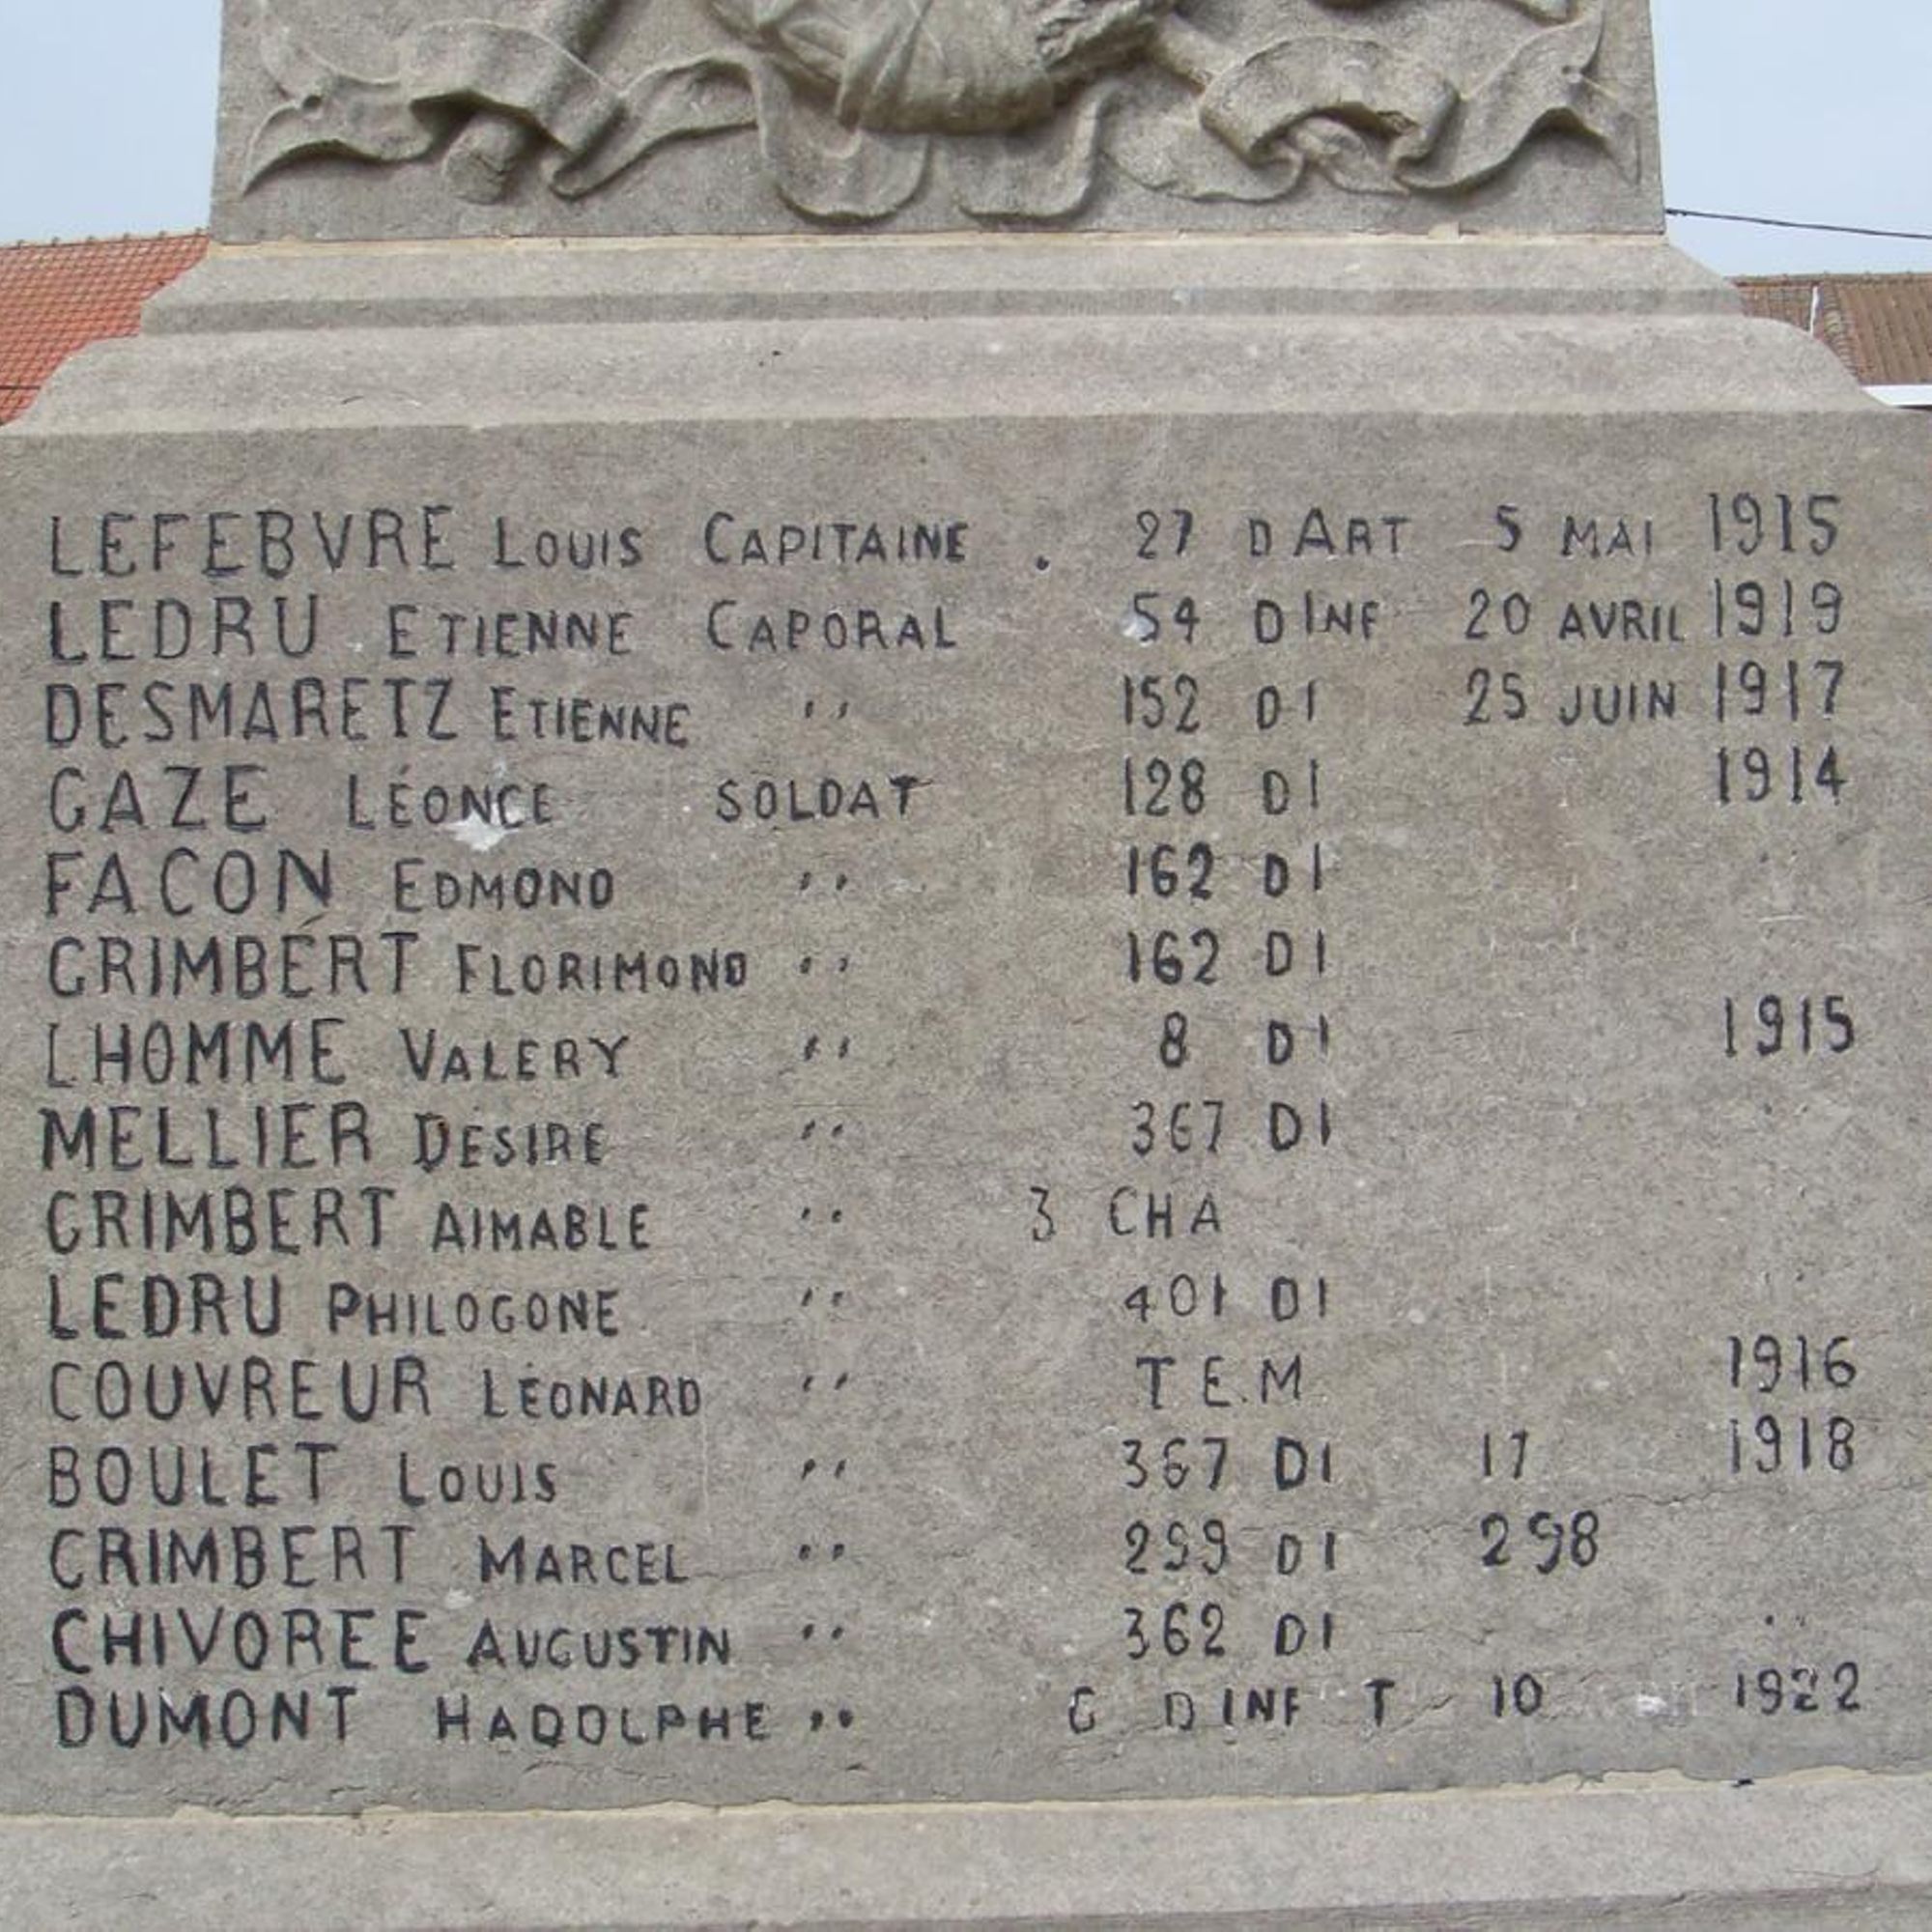 LEFEBVRE LOUIS CAPITAINE . 27 D ART 5 MAI 1915
LEDRU ETIENNE CAPORAL 54 D INF 20 AVRIL 1919
DESMARETZ ETIENNE '' 152 DI 25 JUIN 1917
GAZE LÉONCE SOLDAT 128 DI 1914
FACON EDMOND '' 162 DI
GRIMBÉRT FLORIMOND '' 162 DI
LHOMME VALERY '' 8 DI 1915
MELLIER DESIRE '' 367 DI
GRIMBERT AIMABLE '' 3 CHA
LEDRU PHILOGONE '' 401 DI
COUVREUR LEONARD '' T E.M 1916
BOULET LOUIS '' 367 DI 17 1918
GRIMBERT MARCEL '' 299 DI 298
CHIVOREE AUGUSTIN '' 362 DI ''
DUMONT HADOLPHE '' G D INF T 10 1922